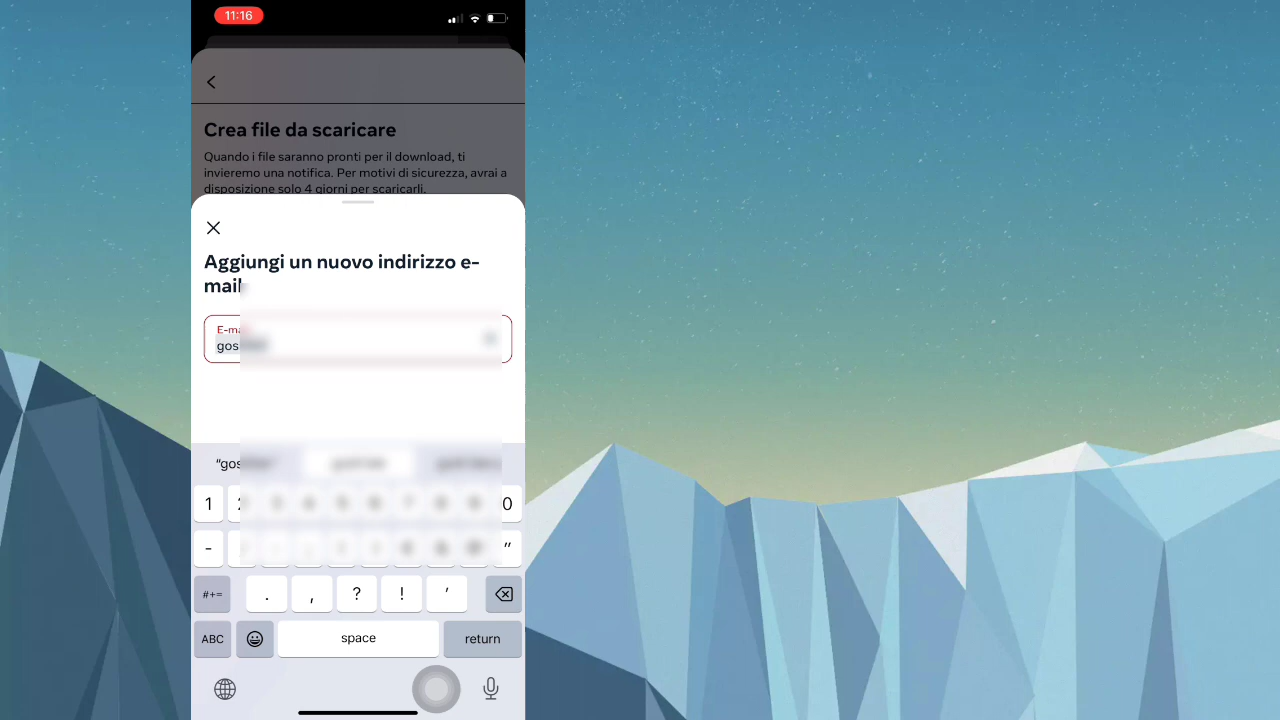 11:16
Crea file da scaricare
Quando i file saranno pronti per il download, ti
invieremo una notifica. Per motivi di sicurezza, avrai a
disposizione solo 4 giorni per scaricarli.
Aggiungi un nuovo indirizzo e-
mail
1 0
- "
#+= . , ? ! '
ABC space return